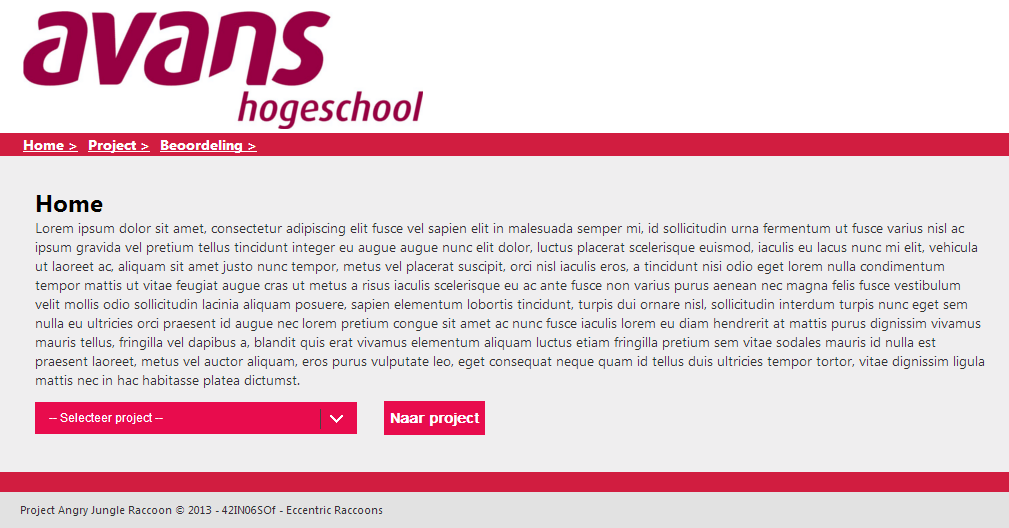 avans
hogeschool
Home > Project > Beoordeling >
Home
Lorem ipsum dolor sit amet, consectetur adipiscing elit fusce vel sapien elit in malesuada semper mi, id sollicitudin urna fermentum ut fusce varius nisl ac
ipsum gravida vel pretium tellus tincidunt integer eu augue augue nunc elit dolor, luctus placerat scelerisque euismod, iaculis eu lacus nunc mi elit, vehicula
ut laoreet ac, aliquam sit amet justo nunc tempor, metus vel placerat suscipit, orci nisl iaculis eros, a tincidunt nisi odio eget lorem nulla condimentum
tempor mattis ut vitae feugiat augue cras ut metus a risus iaculis scelerisque eu ac ante fusce non varius purus aenean nec magna felis fusce vestibulum
velit mollis odio sollicitudin lacinia aliquam posuere, sapien elementum lobortis tincidunt, turpis dui ornare nisl, sollicitudin interdum turpis nunc eget sem
nulla eu ultricies orci praesent id augue nec lorem pretium congue sit amet ac nunc fusce iaculis lorem eu diam hendrerit at mattis purus dignissim vivamus
mauris tellus, fringilla vel dapibus a, blandit quis erat vivamus elementum aliquam luctus etiam fringilla pretium sem vitae sodales mauris id nulla est
praesent laoreet, metus vel auctor aliquam, eros purus vulputate leo, eget consequat neque quam id tellus duis ultricies tempor tortor, vitae dignissim ligula
mattis nec in hac habitasse platea dictumst.
-- Selecteer project -- Naar project
Project Angry Jungle Raccoon © 2013 - 42IN06SOf - Eccentric Raccoons